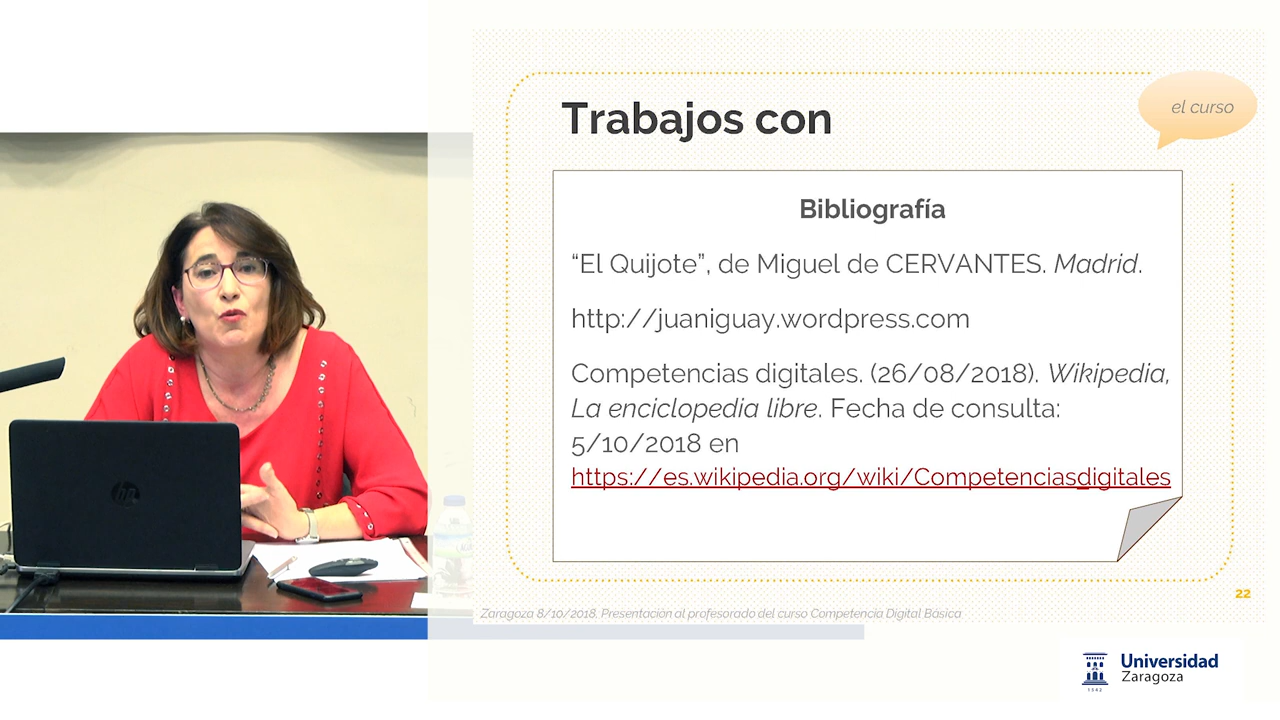 Trabajos con
el curso
Bibliografía
“El Quijote”, de Miguel de CERVANTES. Madrid.
http://juaniguay.wordpress.com
Competencias digitales. (26/08/2018). Wikipedia,
La enciclopedia libre. Fecha de consulta:
5/10/2018 en
https://es.wikipedia.org/wiki/Competenciasdigitales
22
Zaragoza 8/10/2018. Presentación al profesorado del curso Competencia Digital Básica
hp
Universidad
Zaragoza
1542